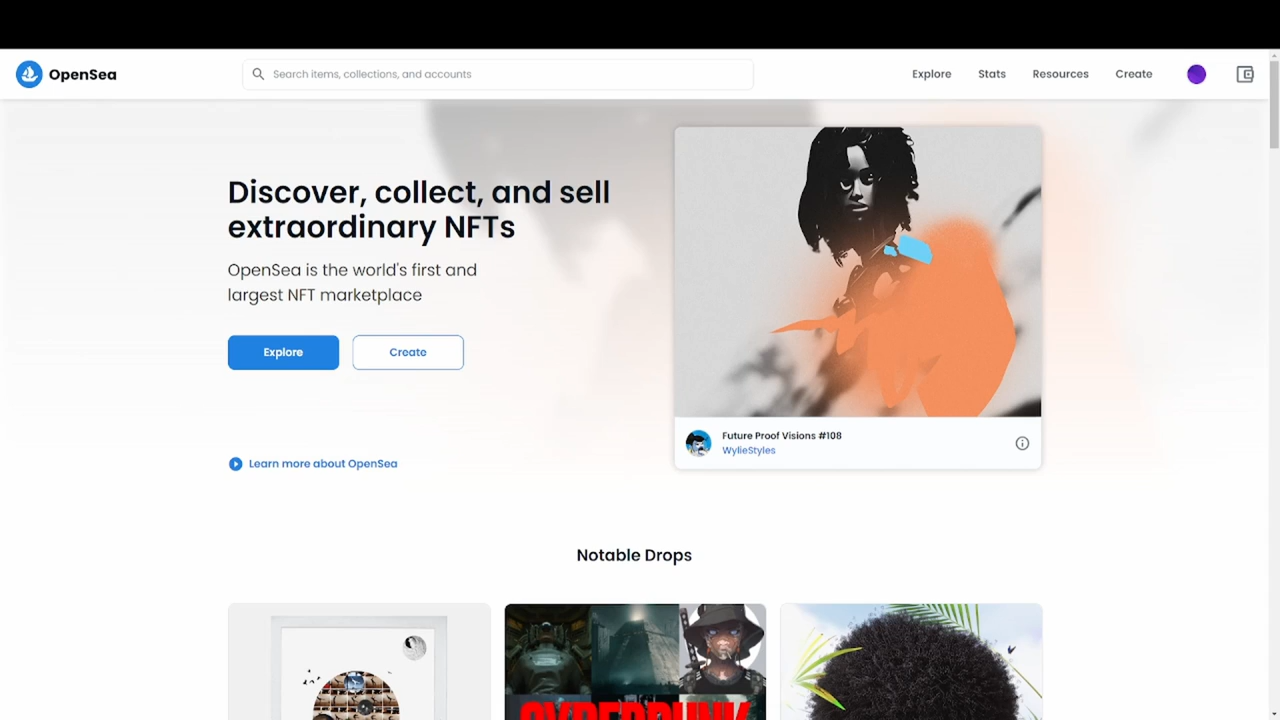 OpenSea
Search items, collections, and accounts
Explore
Stats
Resources
Create
Discover, collect, and sell
extraordinary NFTs
OpenSea is the world's first and
largest NFT marketplace
Explore
Create
Learn more about OpenSea
Future Proof Visions #108
WylieStyles
Notable Drops
CYBERPUNK